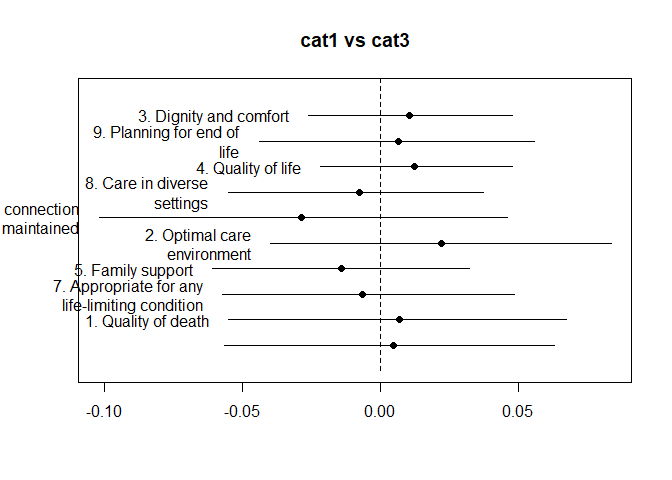 cat1 vs cat3
3. Dignity and comfort
9. Planning for end of
life
4. Quality of life
8. Care in diverse
settings
connection
maintained
2. Optimal care
environment
5. Family support
7. Appropriate for any
life-limiting condition
1. Quality of death
-0.10
-0.05
0.00
0.05